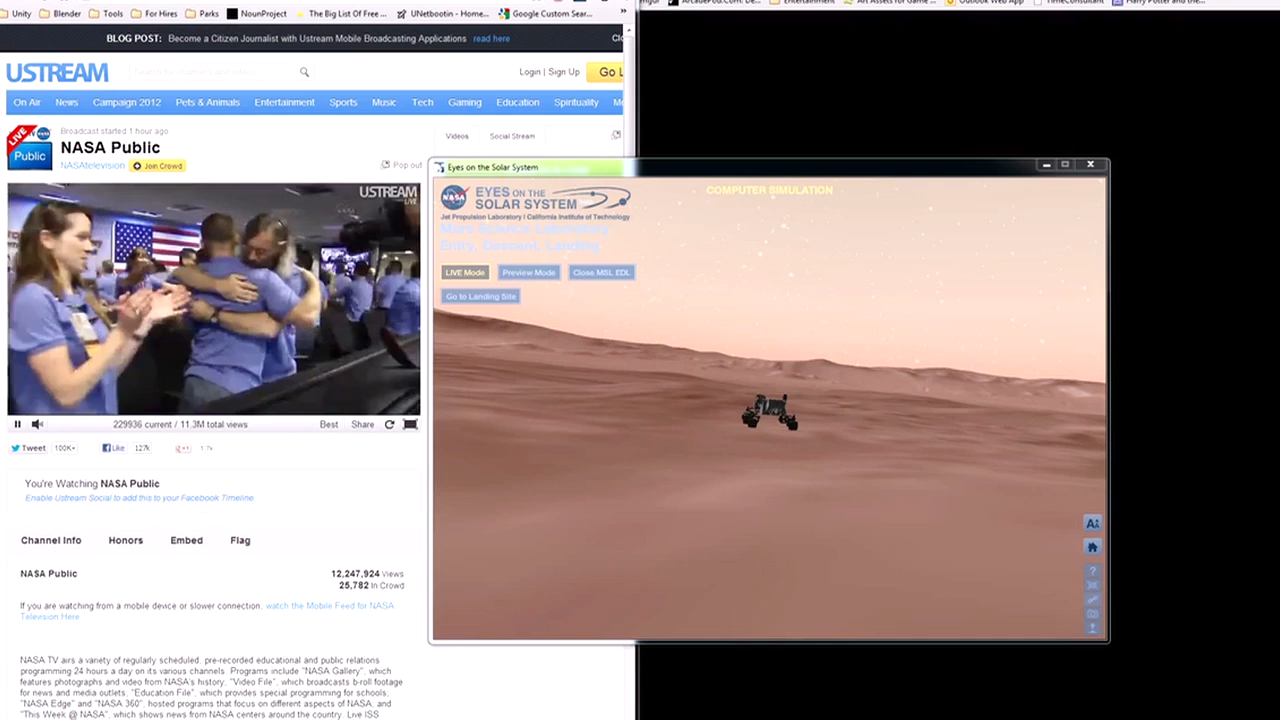 Unity Blender Tools For Hires Parks NounProject The Big List Of Free ... UNetbootin - Home... Google Custom Sear... »
Entertainment Art Assets for Game ... Outlook Web App TimeConsultant Harry Potter and the...
BLOG POST: Become a Citizen Journalist with Ustream Mobile Broadcasting Applications read here Clo
USTREAM Search for channels and videos Login | Sign Up Go L
On Air News Campaign 2012 Pets & Animals Entertainment Sports Music Tech Gaming Education Spirituality Mo
LIVE
Public
Broadcast started 1 hour ago
NASA Public
NASAtelevision Join Crowd
Videos Social Stream
Pop out
USTREAM
LIVE
229936 current / 11.3M total views Best Share
Tweet 100K+ Like 127k +1 1.7k
You're Watching NASA Public
Enable Ustream Social to add this to your Facebook Timeline
Channel Info Honors Embed Flag
NASA Public 12,247,924 Views
25,782 In Crowd
If you are watching from a mobile device or slower connection, watch the Mobile Feed for NASA
Television Here
NASA TV airs a variety of regularly scheduled, pre-recorded educational and public relations
programming 24 hours a day on its various channels. Programs include "NASA Gallery", which
features photographs and video from NASA's history, "Video File", which broadcasts b-roll footage
for news and media outlets, "Education File", which provides special programming for schools,
"NASA Edge" and "NASA 360", hosted programs that focus on different aspects of NASA, and
"This Week @ NASA", which shows news from NASA centers around the country. Live ISS
Eyes on the Solar System
NASA
EYES ON THE
SOLAR SYSTEM
Jet Propulsion Laboratory / California Institute of Technology
COMPUTER SIMULATION
Mars Science Laboratory
Entry, Descent, Landing
LIVE Mode Preview Mode Close MSL EDL
Go to Landing Site
AA
?